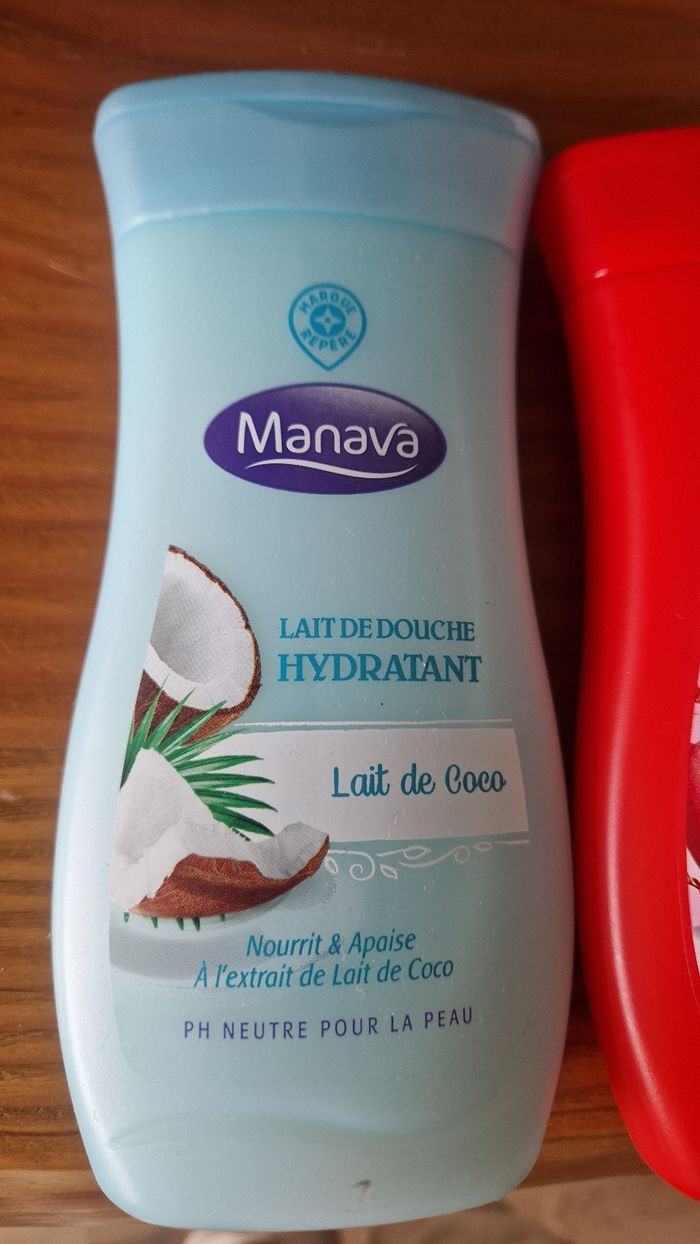 MARQUE
REPÈRE
Manava
LAIT DE DOUCHE
HYDRATANT
Lait de Coco
Nourrit & Apaise
À l'extrait de Lait de Coco
PH NEUTRE POUR LA PEAU